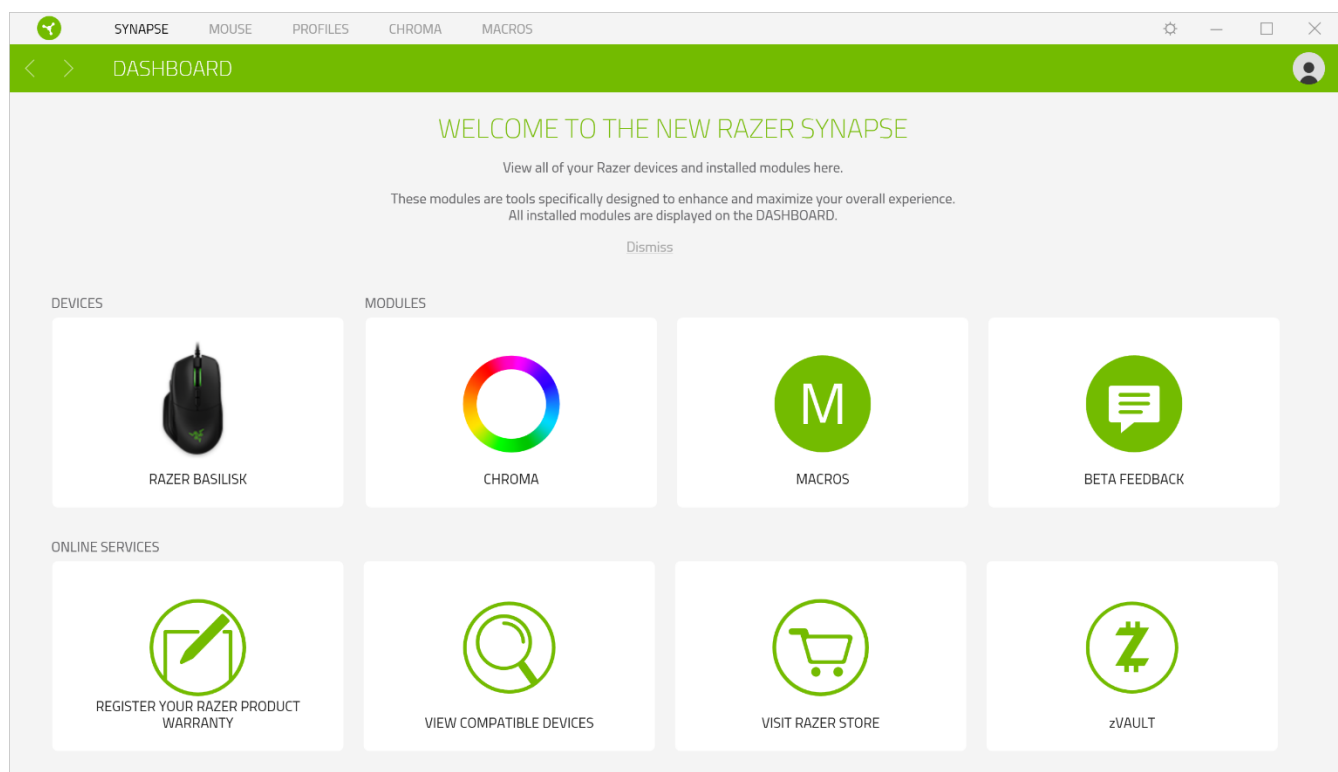 SYNAPSE MOUSE PROFILES CHROMA MACROS
DASHBOARD
WELCOME TO THE NEW RAZER SYNAPSE
View all of your Razer devices and installed modules here.
These modules are tools specifically designed to enhance and maximize your overall experience.
All installed modules are displayed on the DASHBOARD.
Dismiss
DEVICES MODULES
M
RAZER BASILISK CHROMA MACROS BETA FEEDBACK
ONLINE SERVICES
REGISTER YOUR RAZER PRODUCT
WARRANTY VIEW COMPATIBLE DEVICES VISIT RAZER STORE zVAULT